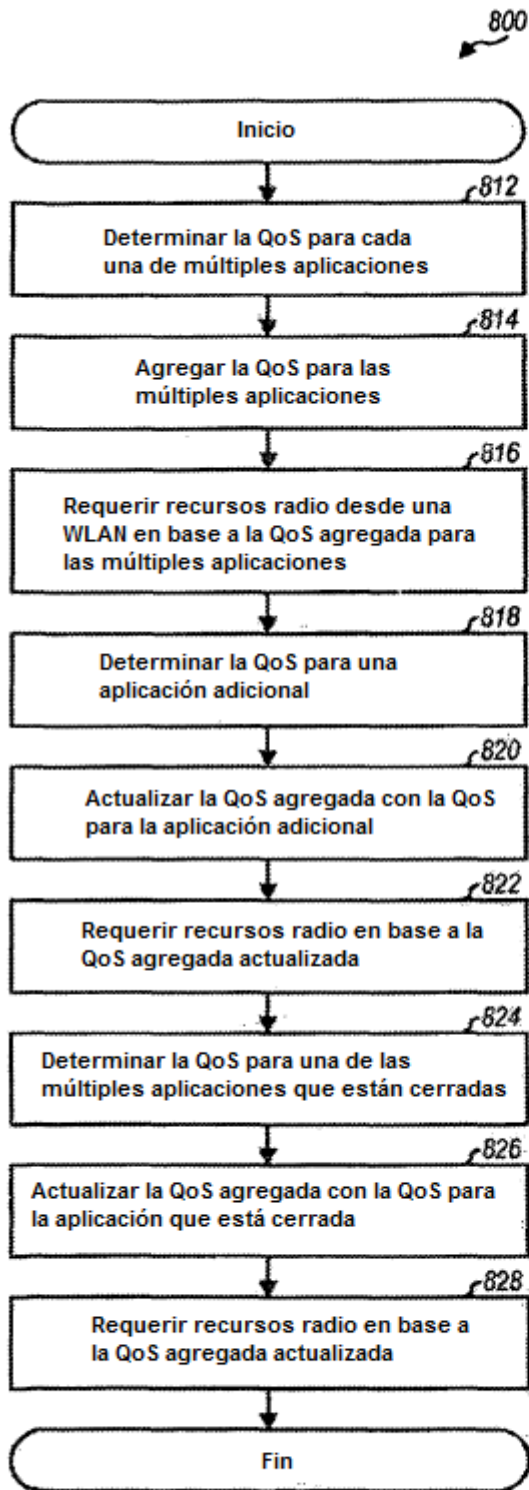 800
Inicio
812
Determinar la QoS para cada
una de múltiples aplicaciones
814
Agregar la QoS para las
múltiples aplicaciones
816
Requerir recursos radio desde una
WLAN en base a la QoS agregada para
las múltiples aplicaciones
818
Determinar la QoS para una
aplicación adicional
820
Actualizar la QoS agregada con la QoS
para la aplicación adicional
822
Requerir recursos radio en base a la
QoS agregada actualizada
824
Determinar la QoS para una de las
múltiples aplicaciones que están cerradas
826
Actualizar la QoS agregada con la QoS para
la aplicación que está cerrada
828
Requerir recursos radio en base a
la QoS agregada actualizada
Fin